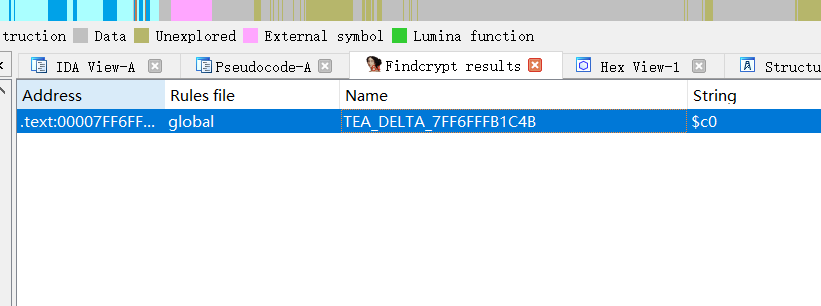 truction Data Unexplored External symbol Lumina function
IDA View-A Pseudocode-A Findcrypt results Hex View-1 Structu
Address Rules file Name String
.text:00007FF6FF... global TEA_DELTA_7FF6FFFB1C4B $c0